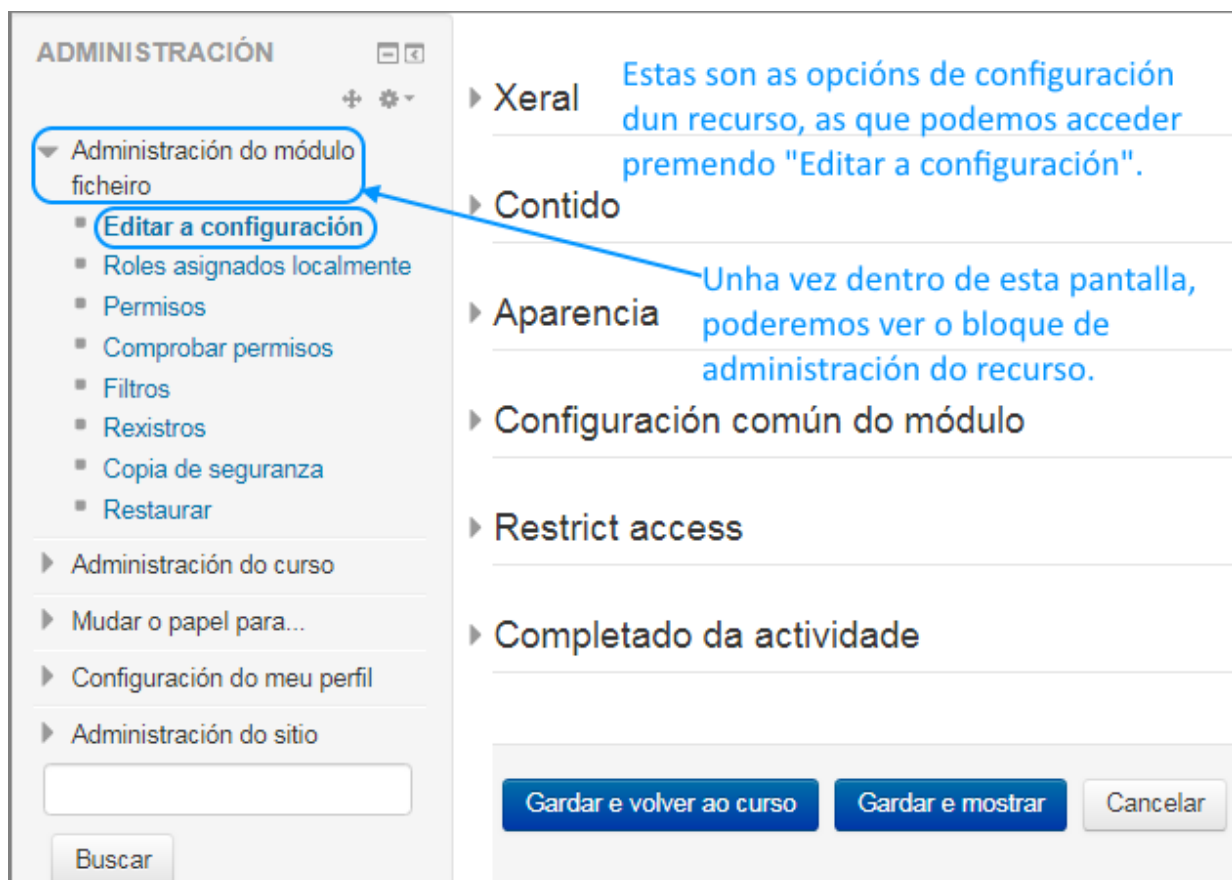 ADMINISTRACIÓN
Administración do módulo
ficheiro
Editar a configuración
Roles asignados localmente
Permisos
Comprobar permisos
Filtros
Rexistros
Copia de seguranza
Restaurar
Administración do curso
Mudar o papel para...
Configuración do meu perfil
Administración do sitio
Buscar
Xeral
Estas son as opcións de configuración
dun recurso, as que podemos acceder
premendo "Editar a configuración".
Contido
Unha vez dentro de esta pantalla,
poderemos ver o bloque de
administración do recurso.
Aparencia
Configuración común do módulo
Restrict access
Completado da actividade
Gardar e volver ao curso
Gardar e mostrar
Cancelar